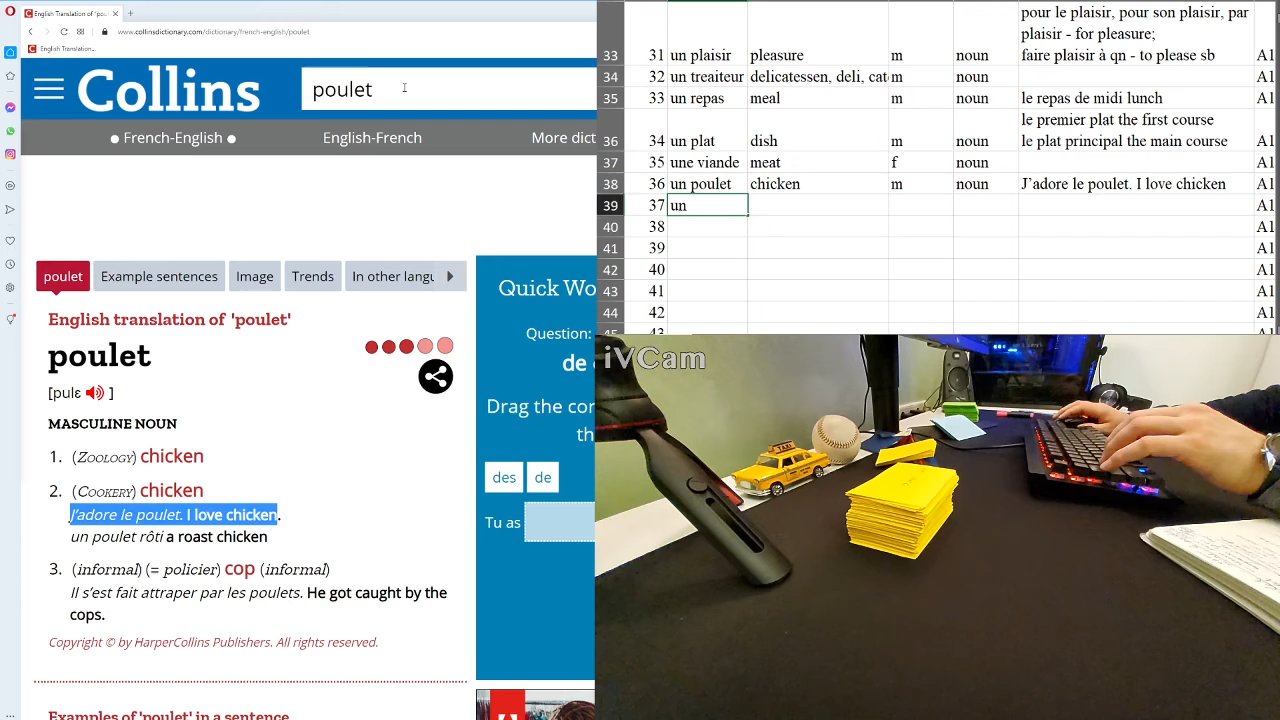 English Translation of 'poul
www.collinsdictionary.com/dictionary/french-english/poulet
English Translation...
Collins
poulet
French-English
English-French
More dict
poulet
Example sentences
Image
Trends
In other langu
English translation of 'poulet'
poulet
[pulɛ ]
MASCULINE NOUN
1. (ZOOLOGY) chicken
2. (COOKERY) chicken
J'adore le poulet. I love chicken.
un poulet rôti a roast chicken
3. (informal) (= policier) cop (informal)
Il s'est fait attraper par les poulets. He got caught by the
cops.
Copyright © by HarperCollins Publishers. All rights reserved.
Examples of 'poulet' in a sentence
Quick Wo
Question:
de
Drag the cor
th
des
de
Tu as
pour le plaisir, pour son plaisir, par
plaisir - for pleasure;
33 31 un plaisir pleasure m noun faire plaisir à qn - to please sb A1
34 32 un treaiteur delicatessen, deli, cate m noun A1
35 33 un repas meal m noun le repas de midi lunch A1
le premier plat the first course
36 34 un plat dish m noun le plat principal the main course A1
37 35 une viande meat f noun A1
38 36 un poulet chicken m noun J'adore le poulet. I love chicken A1
39 37 un A1
40 38 A1
41 39 A1
42 40 A1
43 41 A1
44 42 A1
45 43 A1
iVCam
TAXI